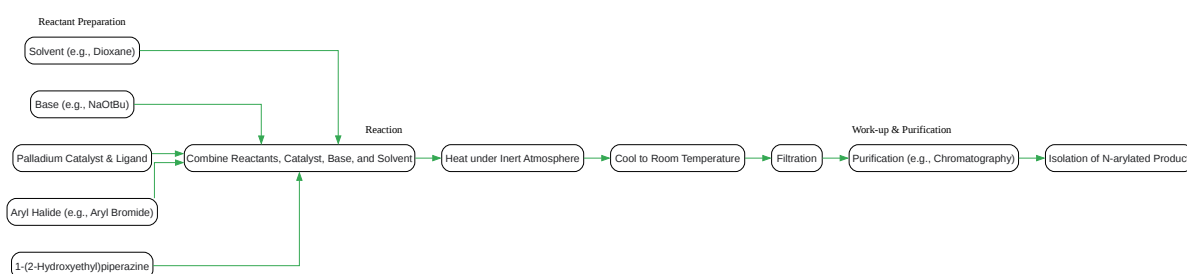 Reactant Preparation
Solvent (e.g., Dioxane)
Base (e.g., NaOtBu)
Palladium Catalyst & Ligand
Aryl Halide (e.g., Aryl Bromide)
1-(2-Hydroxyethyl)piperazine
Reaction
Combine Reactants, Catalyst, Base, and Solvent
Heat under Inert Atmosphere
Cool to Room Temperature
Work-up & Purification
Filtration
Purification (e.g., Chromatography)
Isolation of N-arylated Product